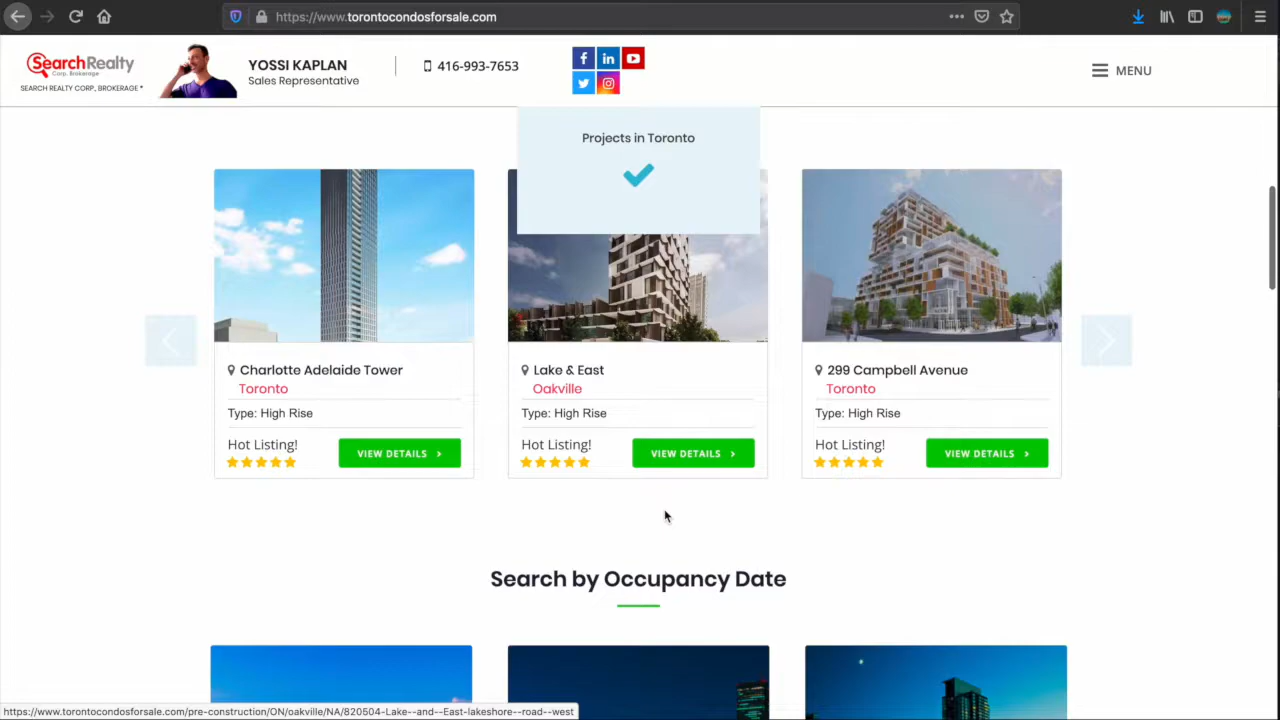 https://www.torontocondosforsale.com
SearchRealty
Corp. Brokerage
SEARCH REALTY CORP., BROKERAGE *
YOSSI KAPLAN
Sales Representative
416-993-7653
MENU
Projects in Toronto
Charlotte Adelaide Tower
Toronto
Type: High Rise
Hot Listing!
VIEW DETAILS >
Lake & East
Oakville
Type: High Rise
Hot Listing!
VIEW DETAILS >
299 Campbell Avenue
Toronto
Type: High Rise
Hot Listing!
VIEW DETAILS >
Search by Occupancy Date
https://www.torontocondosforsale.com/pre-construction/ON/oakville/NA/820504-Lake--and--East-lakeshore--road--west